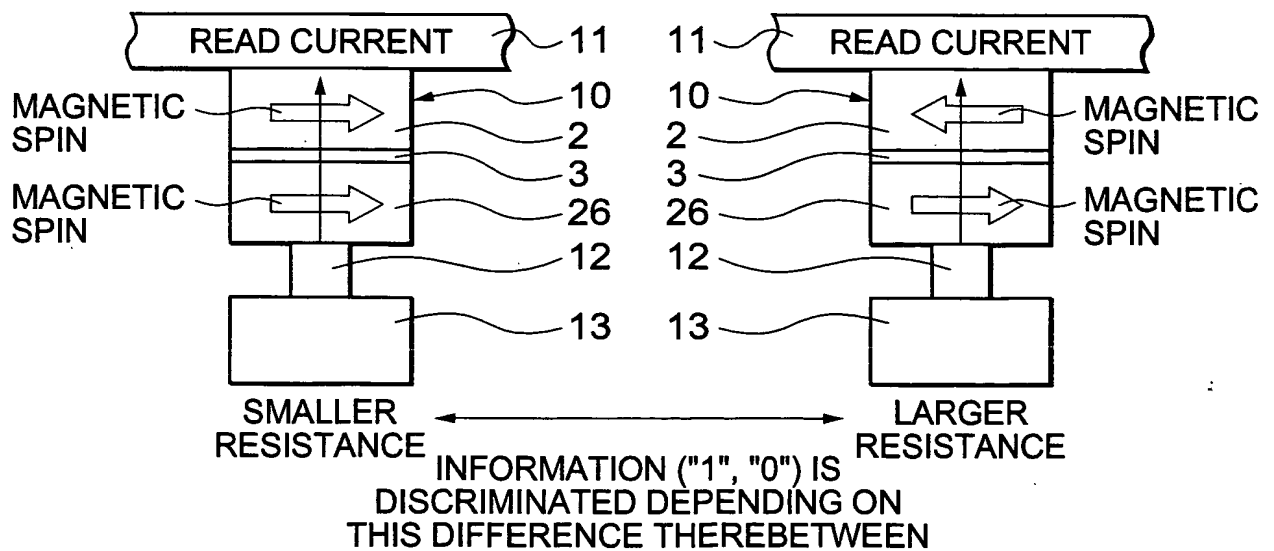 READ CURRENT
11
11
READ CURRENT
MAGNETIC
SPIN
10
10
MAGNETIC
SPIN
2
2
3
3
MAGNETIC
SPIN
26
26
MAGNETIC
SPIN
12
12
13
13
SMALLER
RESISTANCE
LARGER
RESISTANCE
INFORMATION ("1", "0") IS
DISCRIMINATED DEPENDING ON
THIS DIFFERENCE THEREBETWEEN